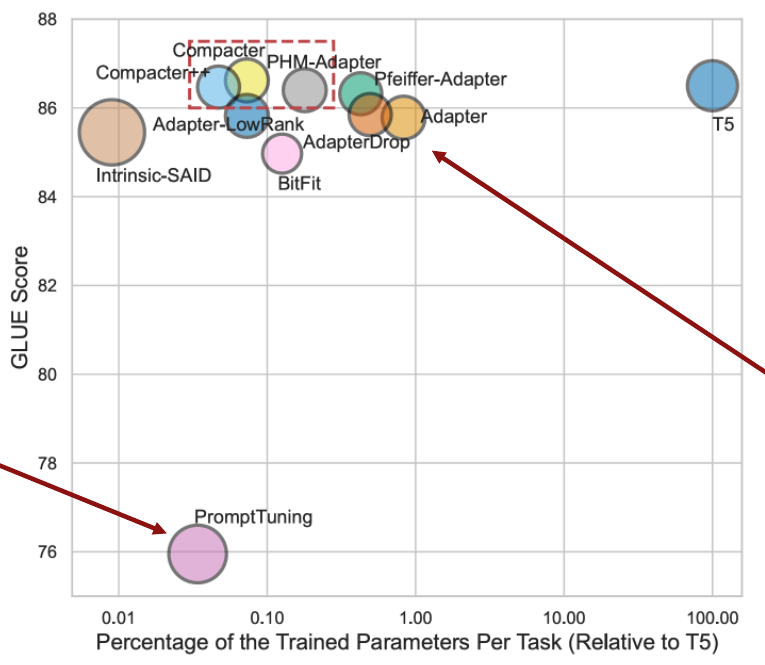 88
Compacter
PHM-Adapter
Compacter++
Pfeiffer-Adapter
86
Adapter-LowRank
Adapter
T5
AdapterDrop
Intrinsic-SAID
BitFit
84
82
GLUE Score
80
78
PromptTuning
76
0.01 0.10 1.00 10.00 100.00
Percentage of the Trained Parameters Per Task (Relative to T5)